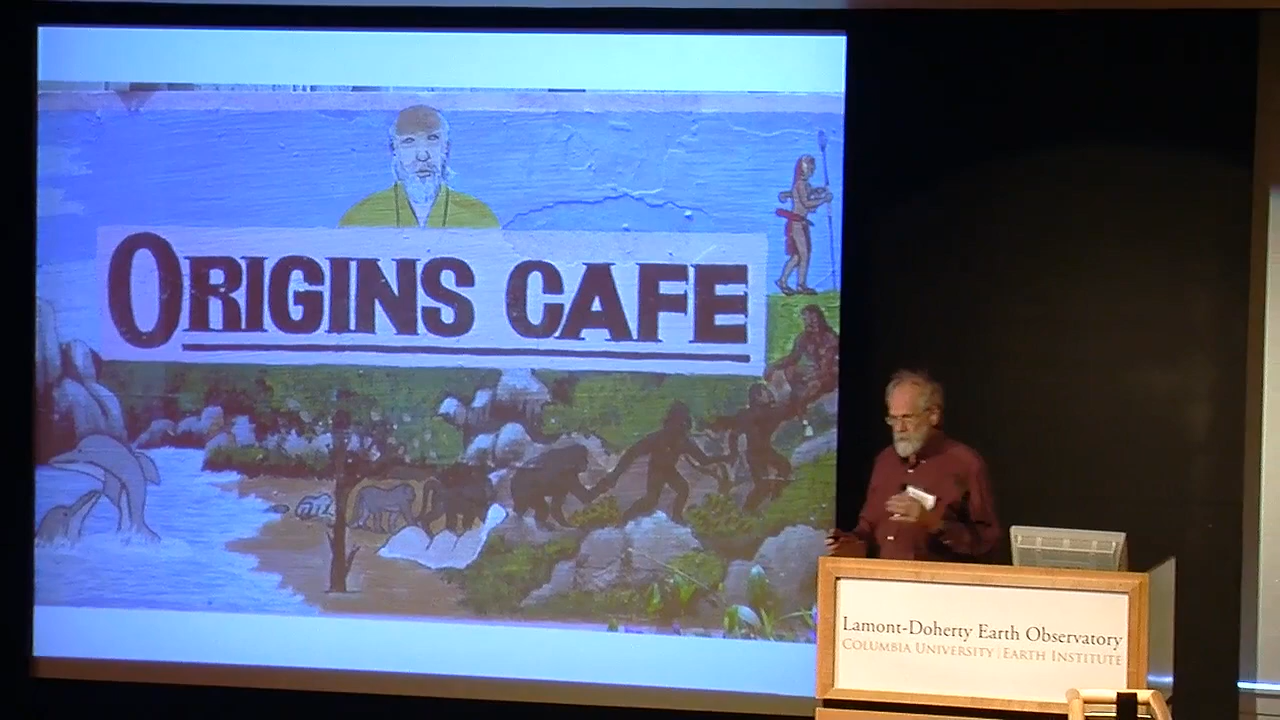 ORIGINS CAFE
Lamont-Doherty Earth Observatory
COLUMBIA UNIVERSITY | EARTH INSTITUTE